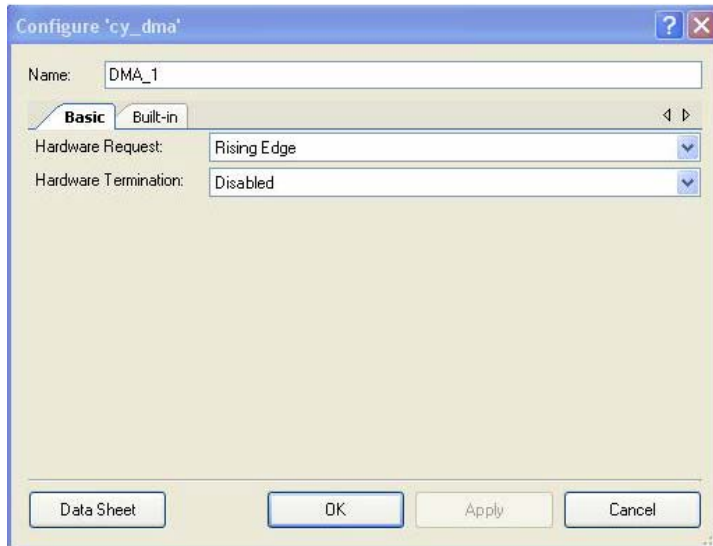 Configure 'cy_dma'
Name: DMA_1
Basic Built-in
Hardware Request: Rising Edge
Hardware Termination: Disabled
Data Sheet OK Apply Cancel